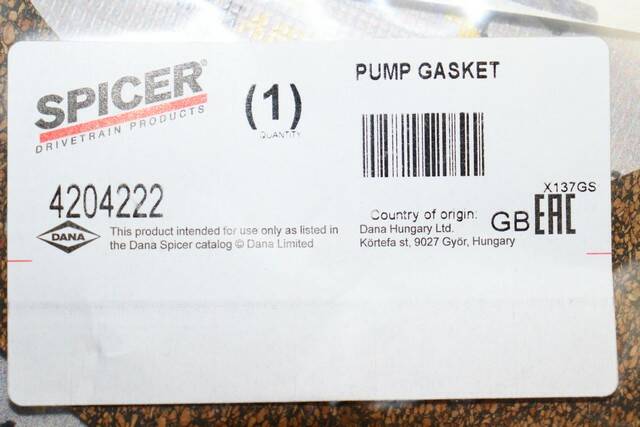 SPICER®
DRIVETRAIN PRODUCTS
(1)
QUANTITY
PUMP GASKET
4204222
X137GS
DANA
This product intended for use only as listed in
the Dana Spicer catalog © Dana Limited
Country of origin: GB EAC
Dana Hungary Ltd.
Körtefa st, 9027 Győr, Hungary